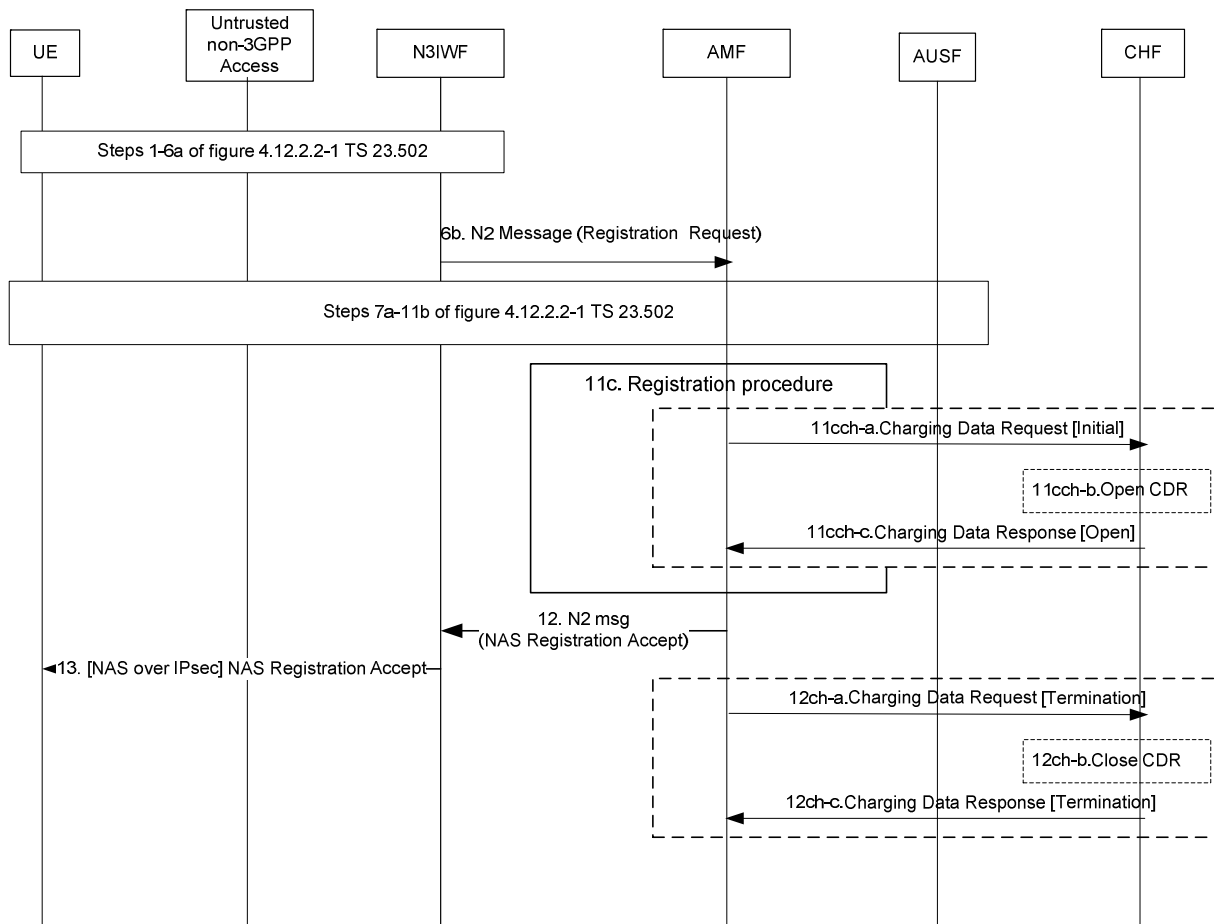 UE
Untrusted
non-3GPP
Access
N3IWF
AMF
AUSF
CHF
Steps 1-6a of figure 4.12.2.2-1 TS 23.502
6b. N2 Message (Registration Request)
Steps 7a-11b of figure 4.12.2.2-1 TS 23.502
11c. Registration procedure
11cch-a.Charging Data Request [Initial]
11cch-b.Open CDR
11cch-c.Charging Data Response [Open]
12. N2 msg
(NAS Registration Accept)
13. [NAS over IPsec] NAS Registration Accept
12ch-a.Charging Data Request [Termination]
12ch-b.Close CDR
12ch-c.Charging Data Response [Termination]